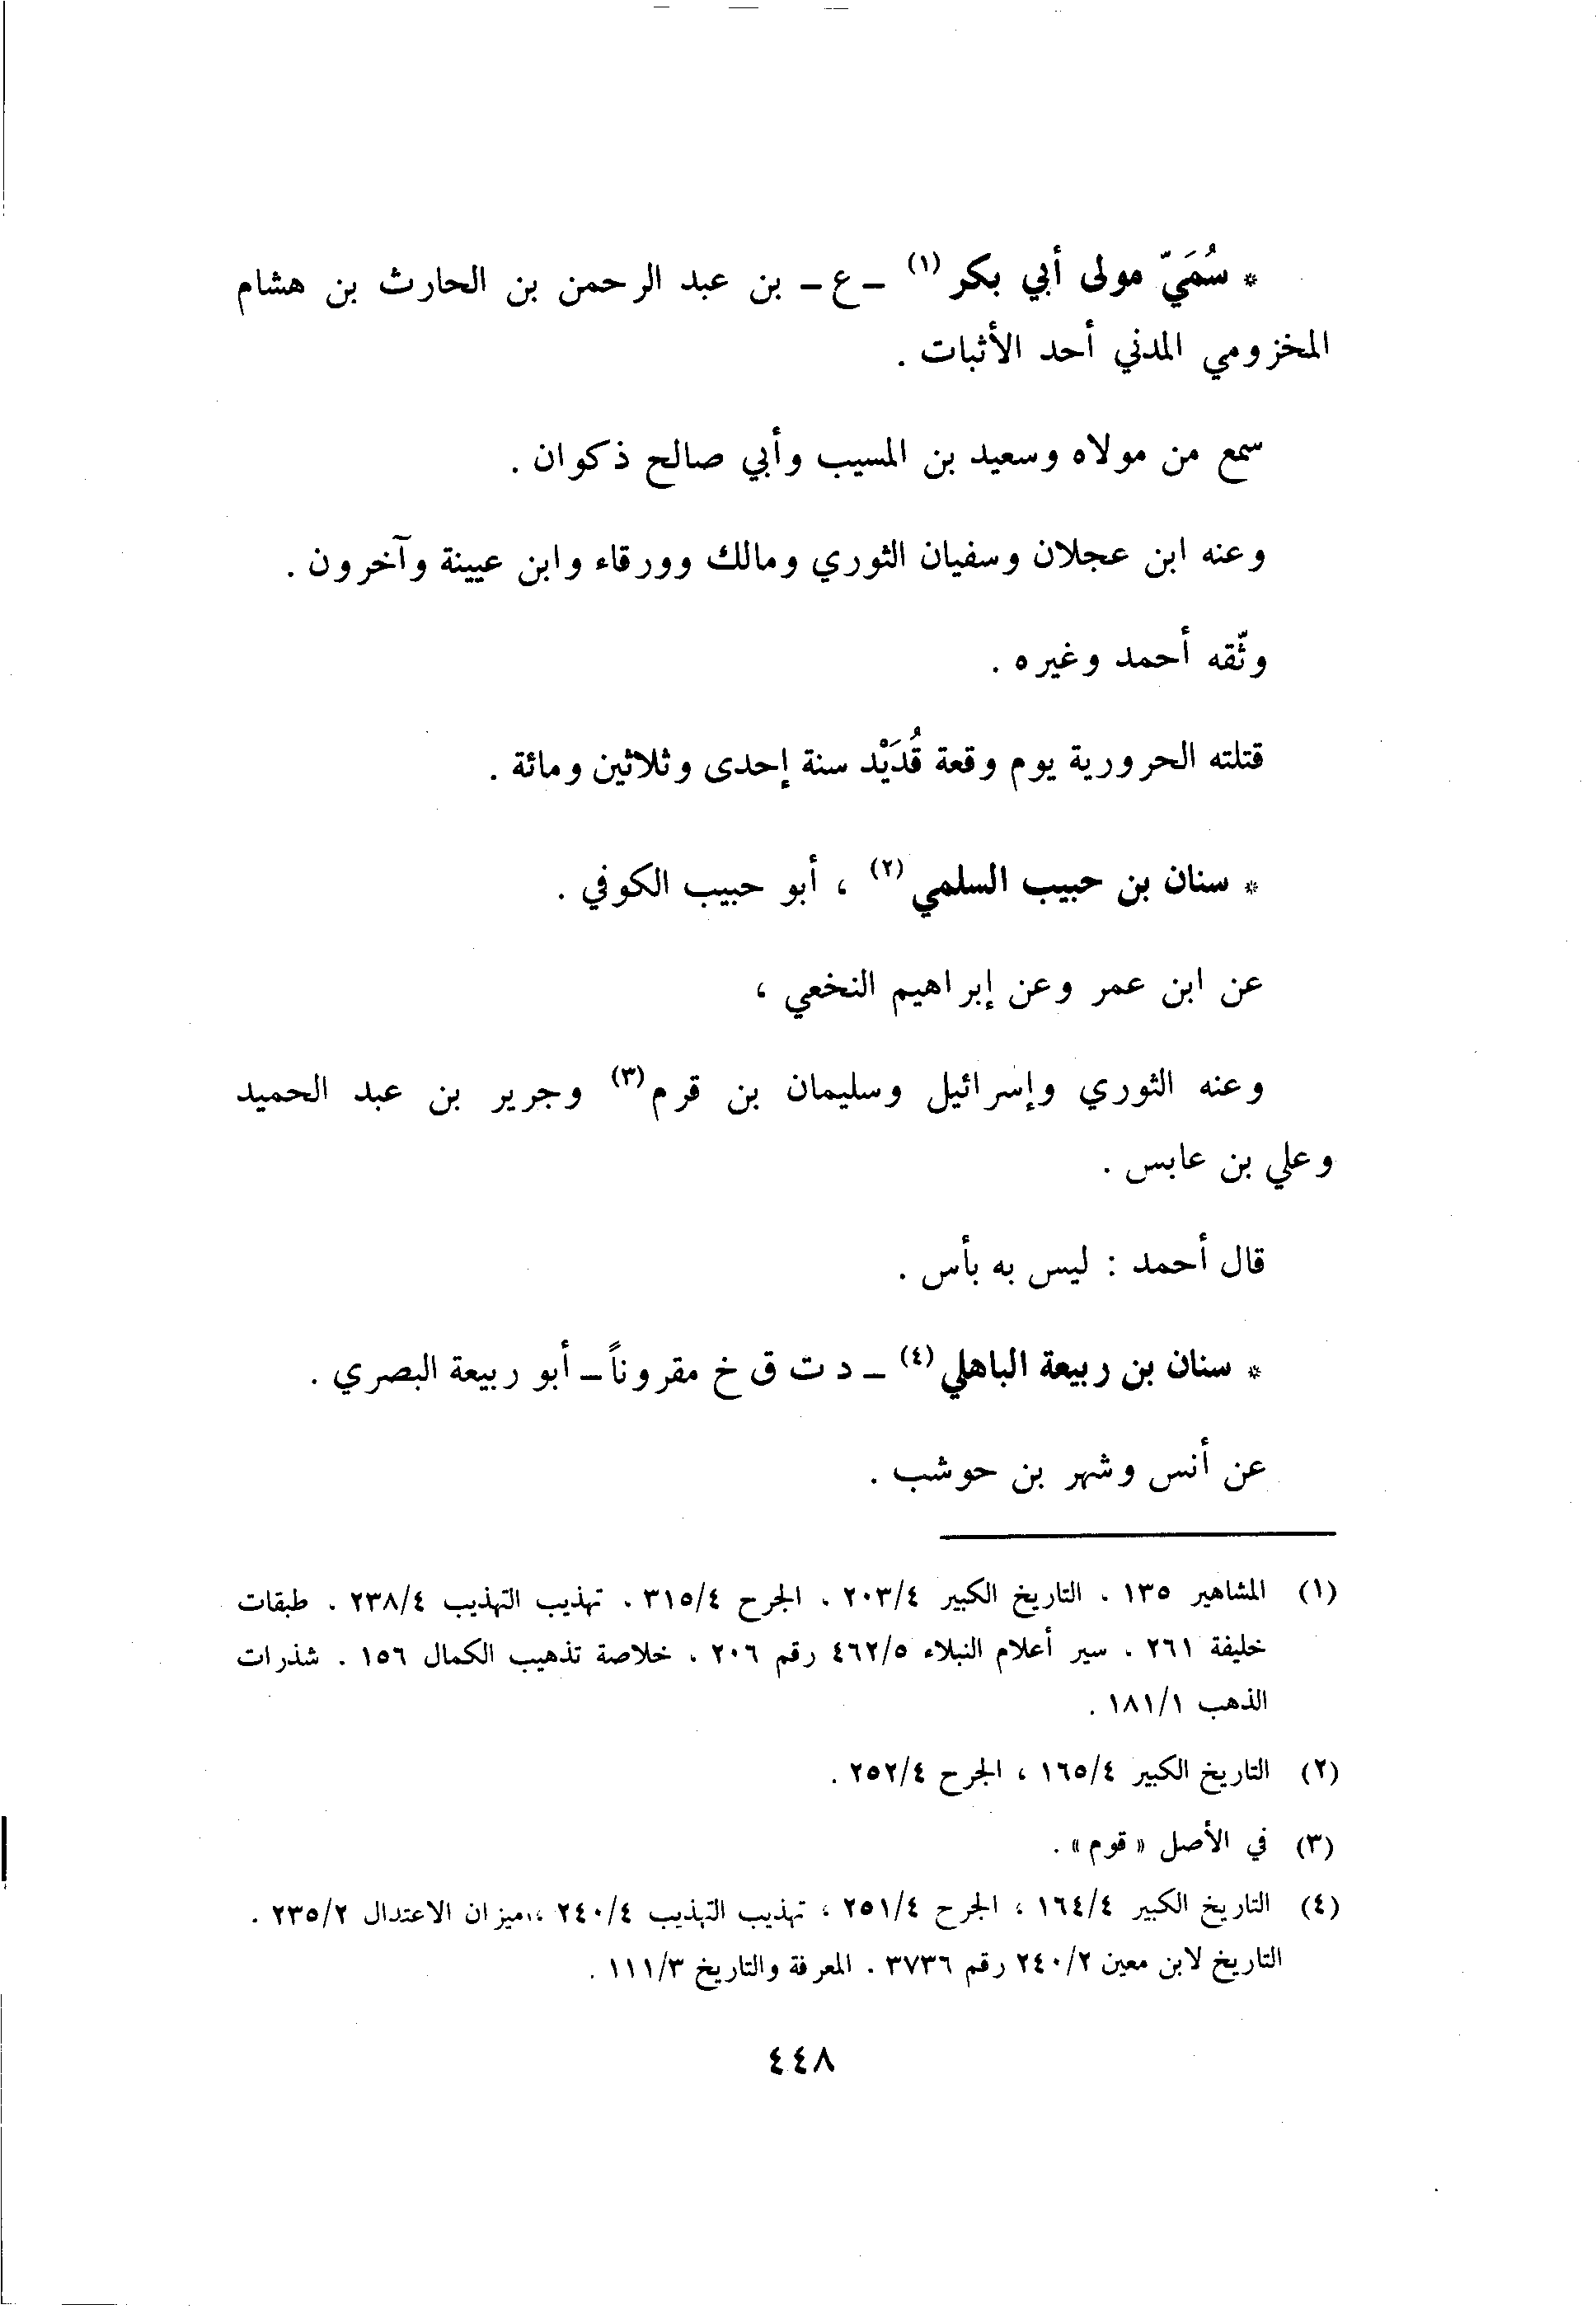 * سُمَيّ مولى أبي بكر (١) - ع - بن عبد الرحمن بن الحارث بن هشام
المخزومي المدني أحد الأثبات .
سمع من مولاه وسعيد بن المسيب وأبي صالح ذكوان .
وعنه ابن عجلان وسفيان الثوري ومالك وورقاء وابن عيينة وآخرون .
وثّقه أحمد وغيره .
قتلته الحرورية يوم وقعة قُدَيْد سنة إحدى وثلاثين ومائة .
* سنان بن حبيب السلمي (٢) ، أبو حبيب الكوفي .
عن ابن عمر وعن إبراهيم النخعي ،
وعنه الثوري وإسرائيل وسليمان بن قرم (٣) وجرير بن عبد الحميد
وعلي بن عابس .
قال أحمد : ليس به بأس .
* سنان بن ربيعة الباهلي (٤) - د ت ق خ مقروناً - أبو ربيعة البصري .
عن أنس وشهر بن حوشب .
(١) المشاهير ١٣٥ . التاريخ الكبير ٢٠٣/٤ . الجرح ٣١٥/٤ . تهذيب التهذيب ٢٣٨/٤ . طبقات
خليفة ٢٦١ . سير أعلام النبلاء ٤٦٢/٥ رقم ٢٠٦ . خلاصة تذهيب الكمال ١٥٦ . شذرات
الذهب ١٨١/١ .
(٢) التاريخ الكبير ١٦٥/٤ ، الجرح ٢٥٢/٤ .
(٣) في الأصل «قوم» .
(٤) التاريخ الكبير ١٦٤/٤ ، الجرح ٢٥١/٤ ، تهذيب التهذيب ٢٤٠/٤ ، ميزان الاعتدال ٢٣٥/٢ .
التاريخ لابن معين ٢٤٠/٢ رقم ٣٧٣٦ . المعرفة والتاريخ ١١١/٣ .
٤٤٨